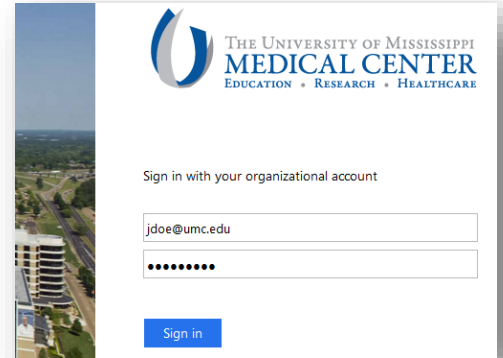 THE UNIVERSITY OF MISSISSIPPI
MEDICAL CENTER
EDUCATION • RESEARCH • HEALTHCARE
Sign in with your organizational account
jdoe@umc.edu
•••••••••
Sign in